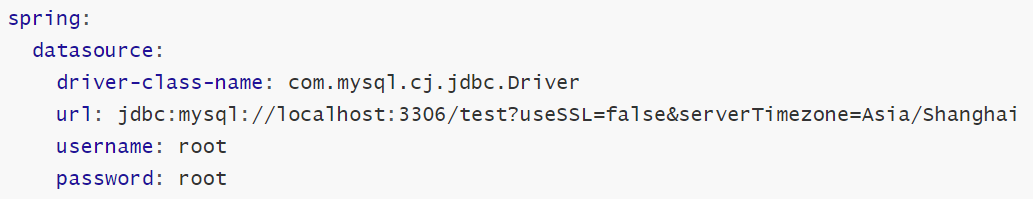 spring:
  datasource:
    driver-class-name: com.mysql.cj.jdbc.Driver
    url: jdbc:mysql://localhost:3306/test?useSSL=false&serverTimezone=Asia/Shanghai
    username: root
    password: root